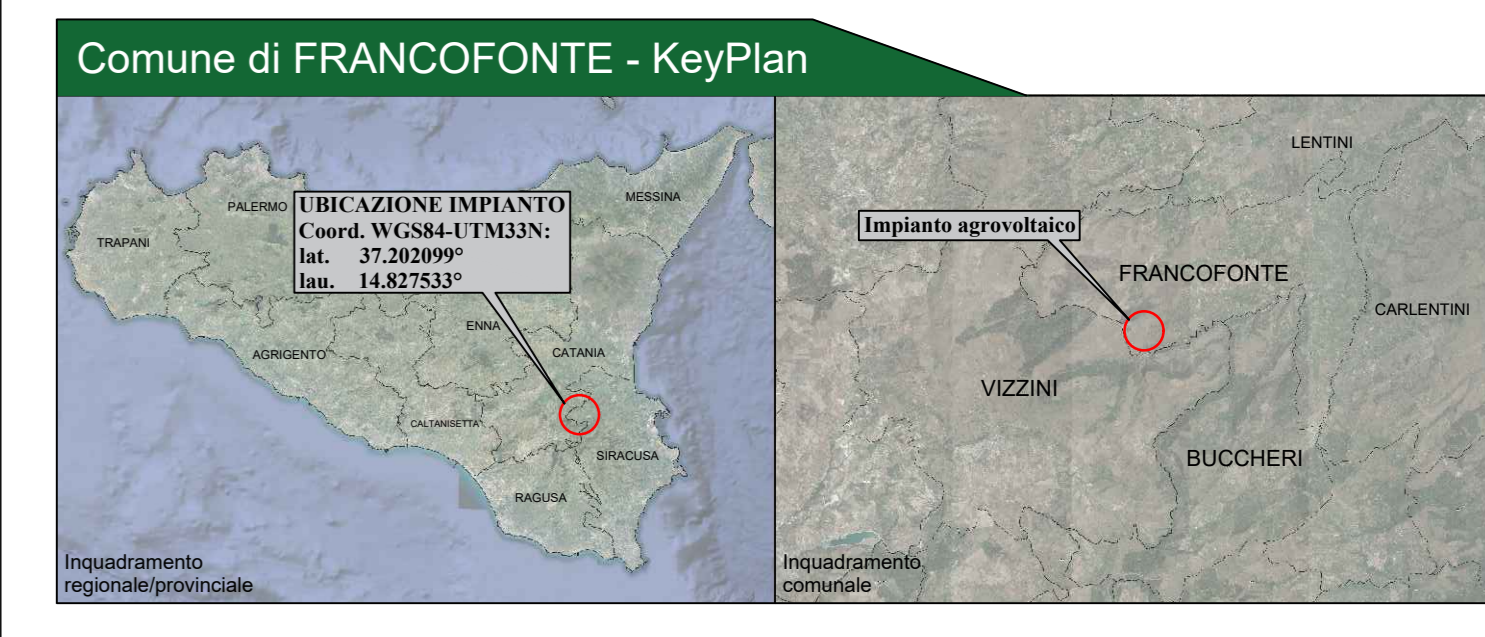 Comune di FRANCOFONTE - KeyPlan
MESSINA
PALERMO
UBICAZIONE IMPIANTO
Coord. WGS84-UTM33N:
lat. 37.202099°
lau. 14.827533°
TRAPANI
ENNA
AGRIGENTO
CATANIA
CALTANISETTA
SIRACUSA
RAGUSA
Inquadramento
regionale/provinciale
LENTINI
Impianto agrovoltaico
FRANCOFONTE
CARLENTINI
VIZZINI
BUCCHERI
Inquadramento
comunale